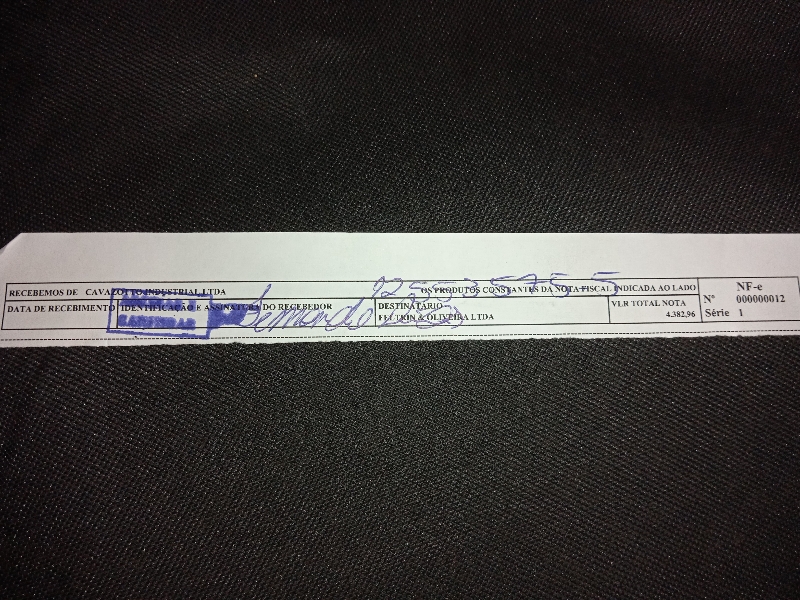 RECEBEMOS DE CAVAZOTTO INDUSTRIAL LTDA OS PRODUTOS CONSTANTES DA NOTA FISCAL INDICADA AO LADO
DATA DE RECEBIMENTO IDENTIFICAÇÃO E ASSINATURA DO RECEBEDOR
DESTINATÁRIO
FELTRIN & OLIVEIRA LTDA
VLR TOTAL NOTA
4.382,96
NF-e
Nº 000000012
Série 1